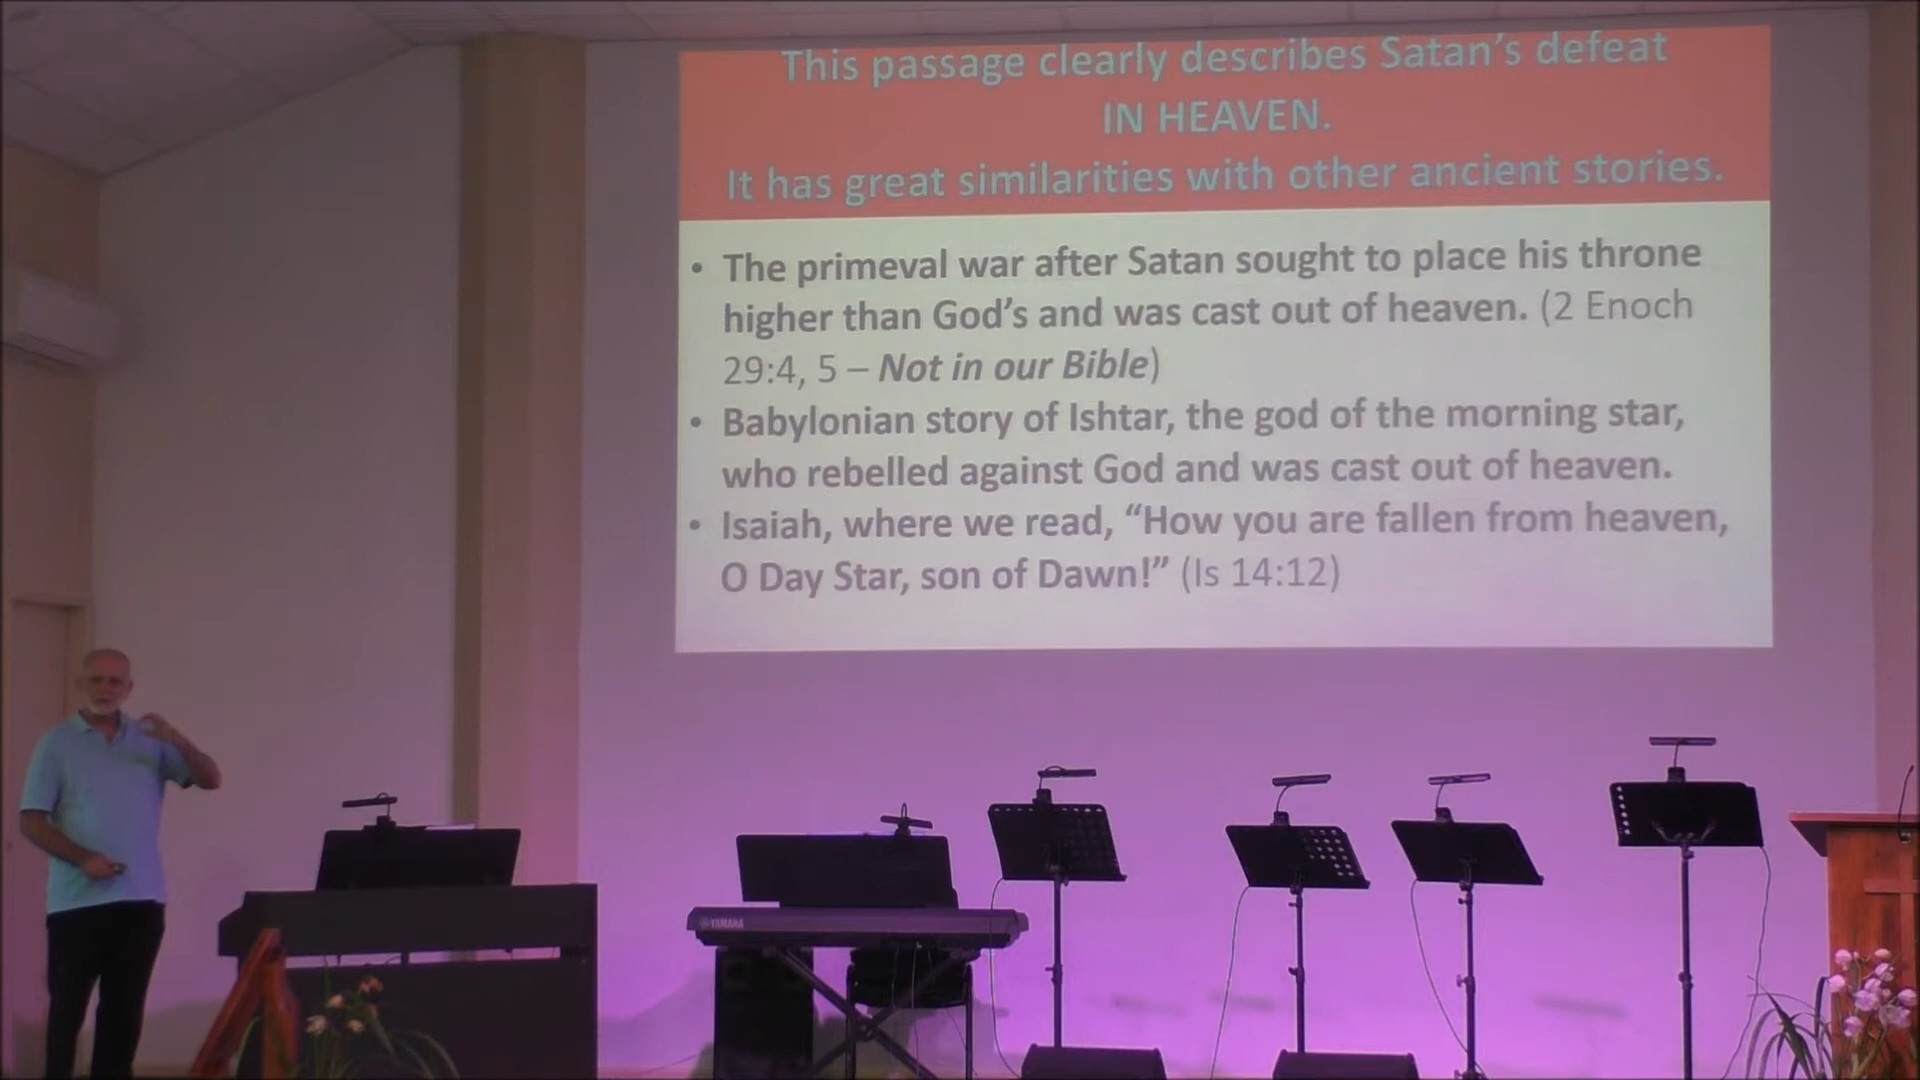 This passage clearly describes Satan’s defeat
IN HEAVEN.
It has great similarities with other ancient stories.
• The primeval war after Satan sought to place his throne
higher than God’s and was cast out of heaven. (2 Enoch
29:4, 5 – Not in our Bible)
• Babylonian story of Ishtar, the god of the morning star,
who rebelled against God and was cast out of heaven.
• Isaiah, where we read, “How you are fallen from heaven,
O Day Star, son of Dawn!” (Is 14:12)
YAMAHA